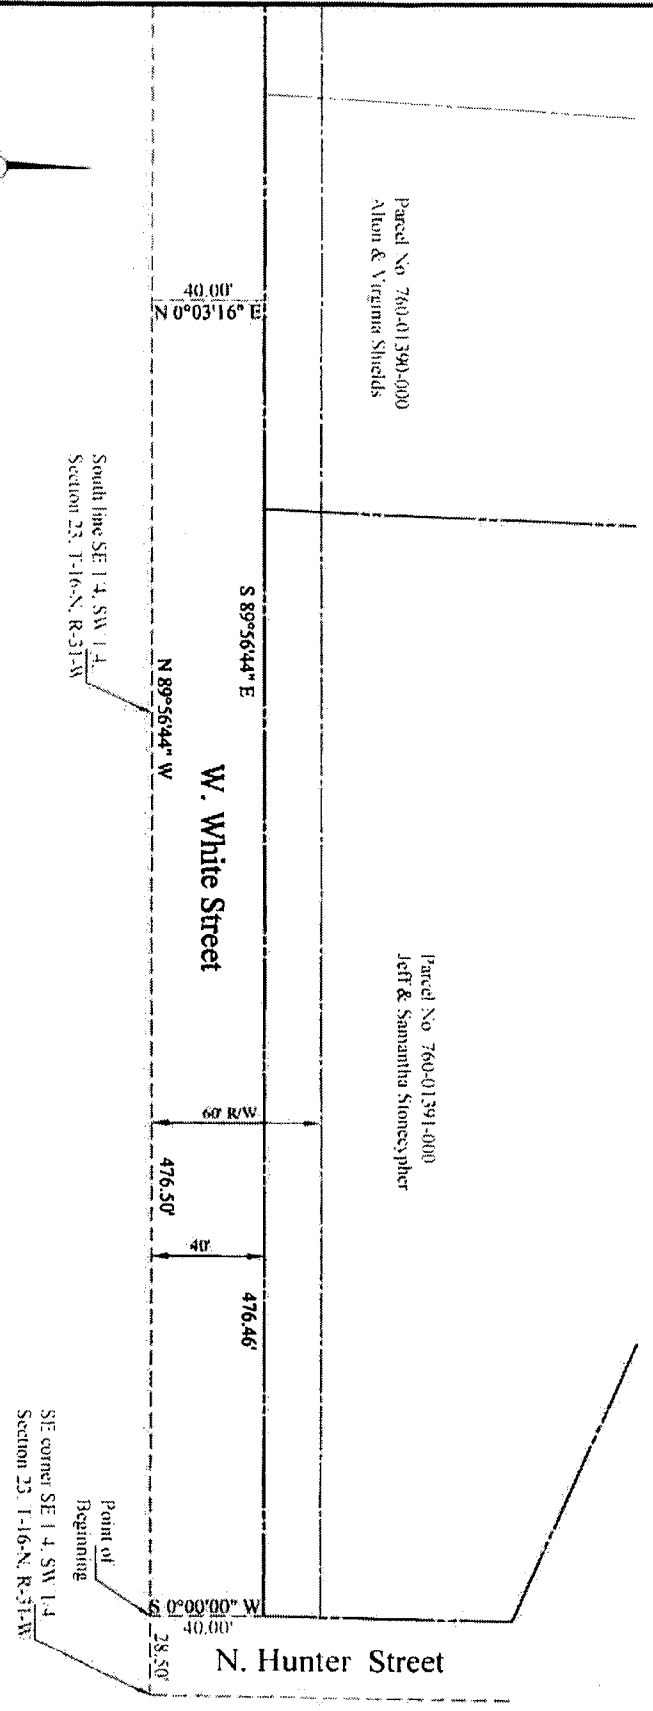 Parcel No 760-01390-000
Alton & Virginia Shields
40.00'
N 0°03'16" E
South line SE 1/4, SW 1/4
Section 23, T-16-N, R-31-W
S 89°56'44" E
N 89°56'44" W
W. White Street
Parcel No 760-01391-000
Jeff & Samantha Stonecypher
60' R/W
476.50'
40'
476.46'
SE corner SE 1/4, SW 1/4
Section 23, T-16-N, R-31-W
Point of
Beginning
S 0°00'00" W
40.00'
28.50'
N. Hunter Street